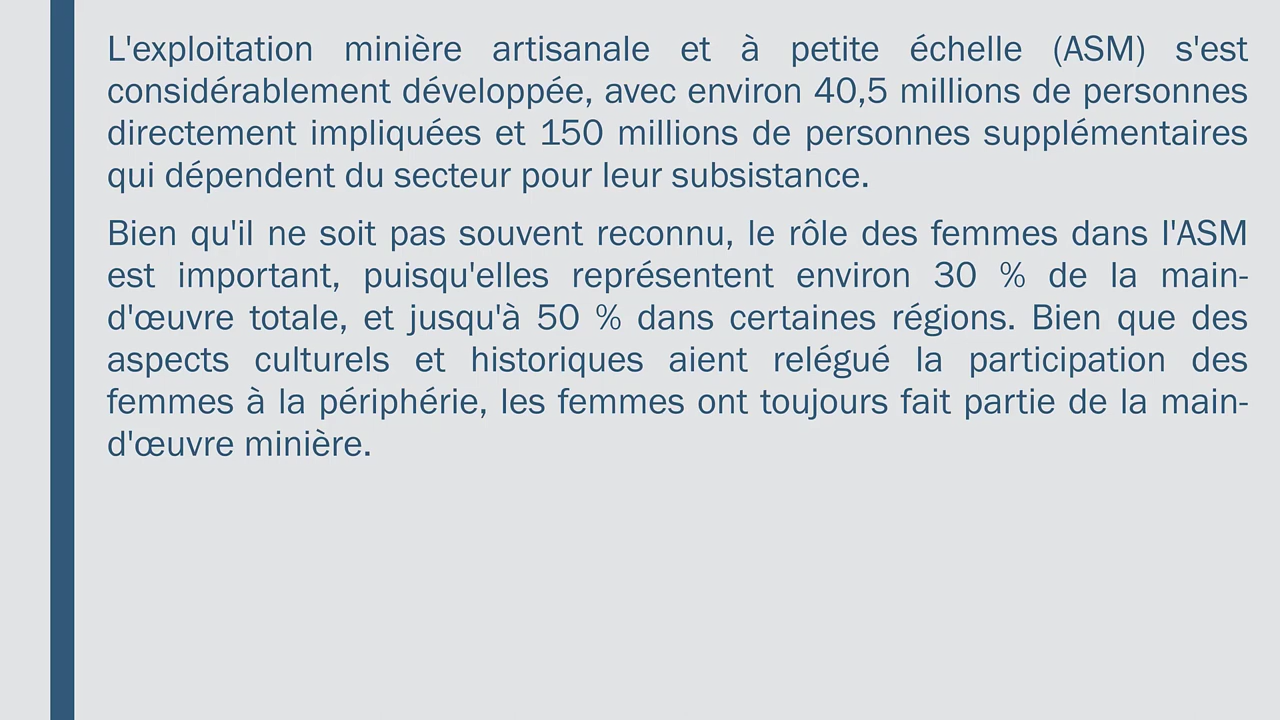 L'exploitation minière artisanale et à petite échelle (ASM) s'est
considérablement développée, avec environ 40,5 millions de personnes
directement impliquées et 150 millions de personnes supplémentaires
qui dépendent du secteur pour leur subsistance.
Bien qu'il ne soit pas souvent reconnu, le rôle des femmes dans l'ASM
est important, puisqu'elles représentent environ 30 % de la main-
d'œuvre totale, et jusqu'à 50 % dans certaines régions. Bien que des
aspects culturels et historiques aient relégué la participation des
femmes à la périphérie, les femmes ont toujours fait partie de la main-
d'œuvre minière.